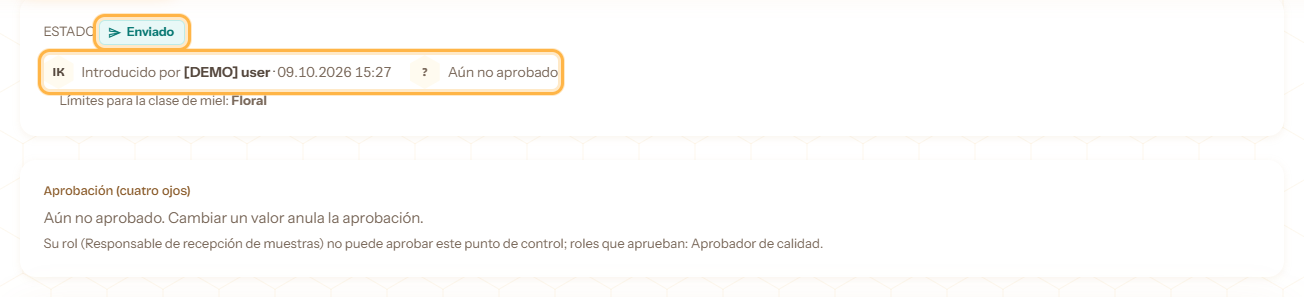 ESTADO Enviado
IK Introducido por [DEMO] user · 09.10.2026 15:27 ? Aún no aprobado
Límites para la clase de miel: Floral
Aprobación (cuatro ojos)
Aún no aprobado. Cambiar un valor anula la aprobación.
Su rol (Responsable de recepción de muestras) no puede aprobar este punto de control; roles que aprueban: Aprobador de calidad.